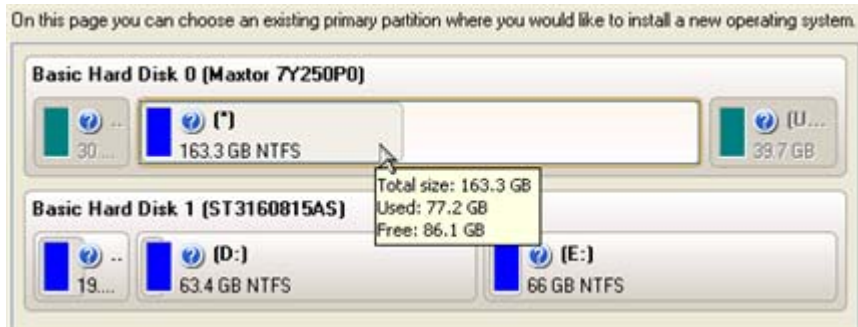 On this page you can choose an existing primary partition where you would like to install a new operating system.
Basic Hard Disk 0 (Maxtor 7Y250P0)
..
30 ...
(*)
163.3 GB NTFS
(U...
39.7 GB
Total size: 163.3 GB
Used: 77.2 GB
Free: 86.1 GB
Basic Hard Disk 1 (ST3160815AS)
..
19....
(D:)
63.4 GB NTFS
(E:)
66 GB NTFS